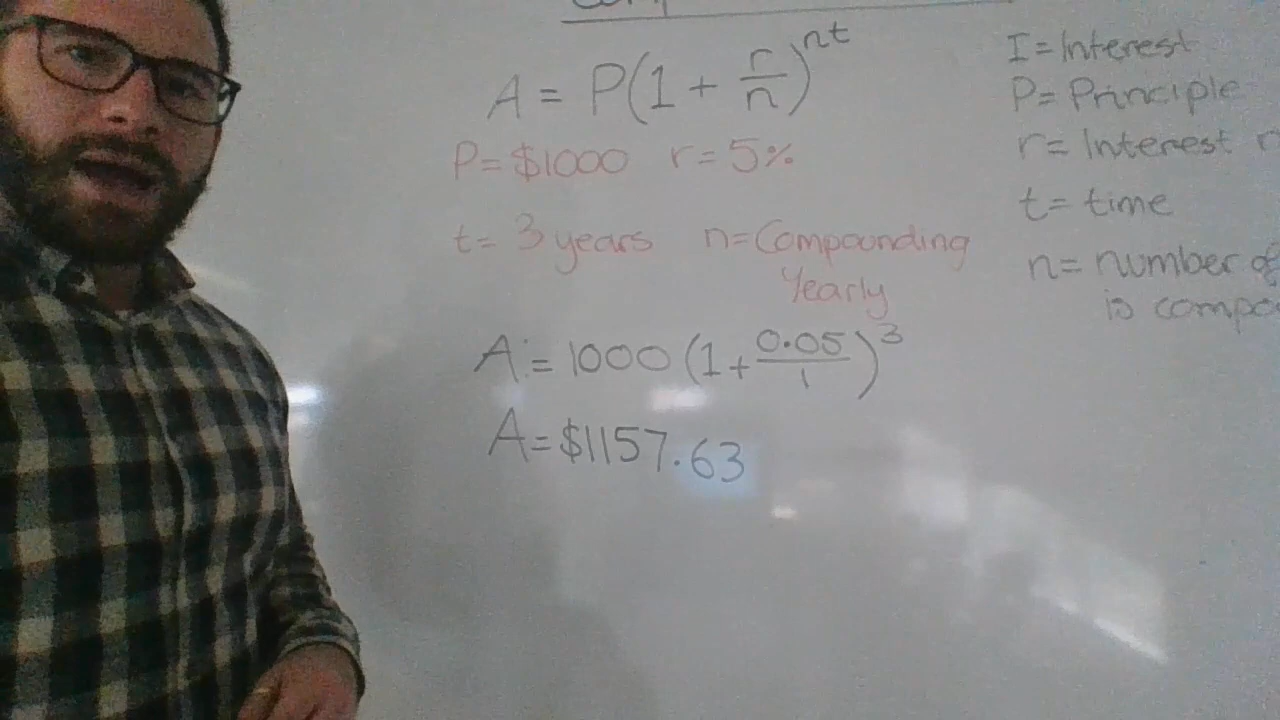 A = P(1 + r/n)^nt
P = $1000 r = 5%
t = 3 years n = Compounding
Yearly
A = 1000 (1 + 0.05/1)^3
A = $1157.63
I = Interest
P = Principle
r = Interest
t = time
n = number of
is